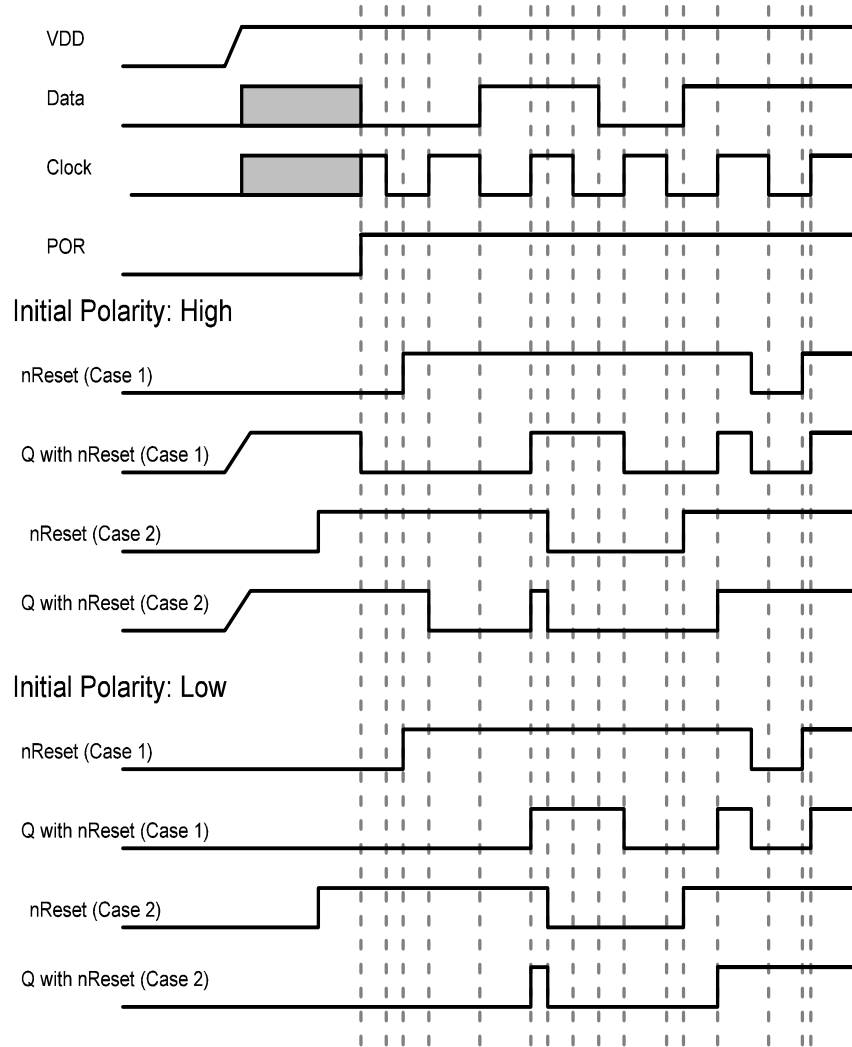 VDD
Data
Clock
POR
Initial Polarity: High
nReset (Case 1)
Q with nReset (Case 1)
nReset (Case 2)
Q with nReset (Case 2)
Initial Polarity: Low
nReset (Case 1)
Q with nReset (Case 1)
nReset (Case 2)
Q with nReset (Case 2)